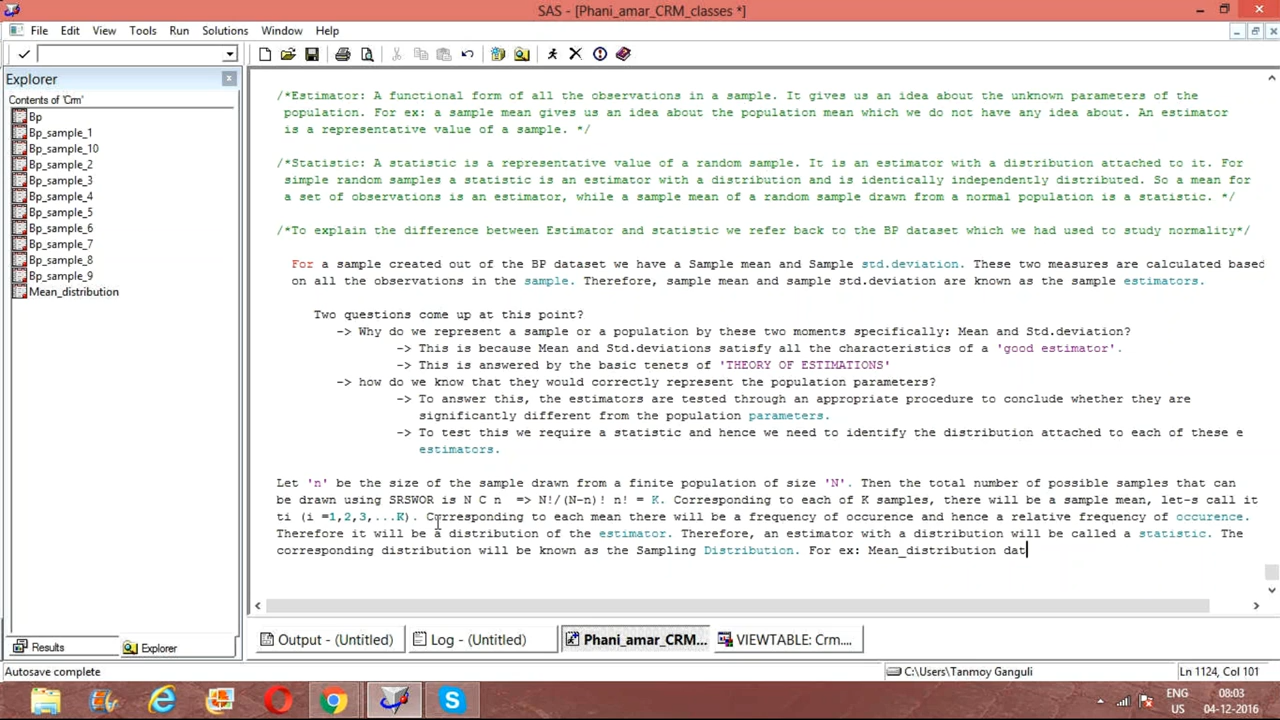 SAS - [Phani_amar_CRM_classes *]
File Edit View Tools Run Solutions Window Help
Explorer
Contents of 'Crm'
Bp
Bp_sample_1
Bp_sample_10
Bp_sample_2
Bp_sample_3
Bp_sample_4
Bp_sample_5
Bp_sample_6
Bp_sample_7
Bp_sample_8
Bp_sample_9
Mean_distribution
/*Estimator: A functional form of all the observations in a sample. It gives us an idea about the unknown parameters of the
population. For ex: a sample mean gives us an idea about the population mean which we do not have any idea about. An estimator
is a representative value of a sample. */
/*Statistic: A statistic is a representative value of a random sample. It is an estimator with a distribution attached to it. For
simple random samples a statistic is an estimator with a distribution and is identically independently distributed. So a mean for
a set of observations is an estimator, while a sample mean of a random sample drawn from a normal population is a statistic. */
/*To explain the difference between Estimator and statistic we refer back to the BP dataset which we had used to study normality*/
For a sample created out of the BP dataset we have a Sample mean and Sample std.deviation. These two measures are calculated based
on all the observations in the sample. Therefore, sample mean and sample std.deviation are known as the sample estimators.
Two questions come up at this point?
-> Why do we represent a sample or a population by these two moments specifically: Mean and Std.deviation?
-> This is because Mean and Std.deviations satisfy all the characteristics of a 'good estimator'.
-> This is answered by the basic tenets of 'THEORY OF ESTIMATIONS'
-> how do we know that they would correctly represent the population parameters?
-> To answer this, the estimators are tested through an appropriate procedure to conclude whether they are
significantly different from the population parameters.
-> To test this we require a statistic and hence we need to identify the distribution attached to each of these e
estimators.
Let 'n' be the size of the sample drawn from a finite population of size 'N'. Then the total number of possible samples that can
be drawn using SRSWOR is N C n => N!/(N-n)! n! = K. Corresponding to each of K samples, there will be a sample mean, let-s call it
ti (i =1,2,3,...K). Corresponding to each mean there will be a frequency of occurence and hence a relative frequency of occurence.
Therefore it will be a distribution of the estimator. Therefore, an estimator with a distribution will be called a statistic. The
corresponding distribution will be known as the Sampling Distribution. For ex: Mean_distribution dat
Results Explorer
Output - (Untitled) Log - (Untitled) Phani_amar_CRM... VIEWTABLE: Crm....
Autosave complete C:\Users\Tanmoy Ganguli Ln 1124, Col 101
ENG 08:03
US 04-12-2016